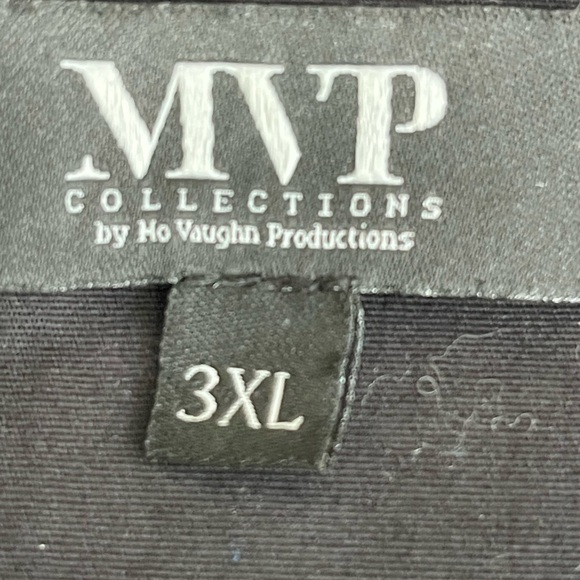 MVP
COLLECTIONS
by Mo Vaughn Productions
3XL